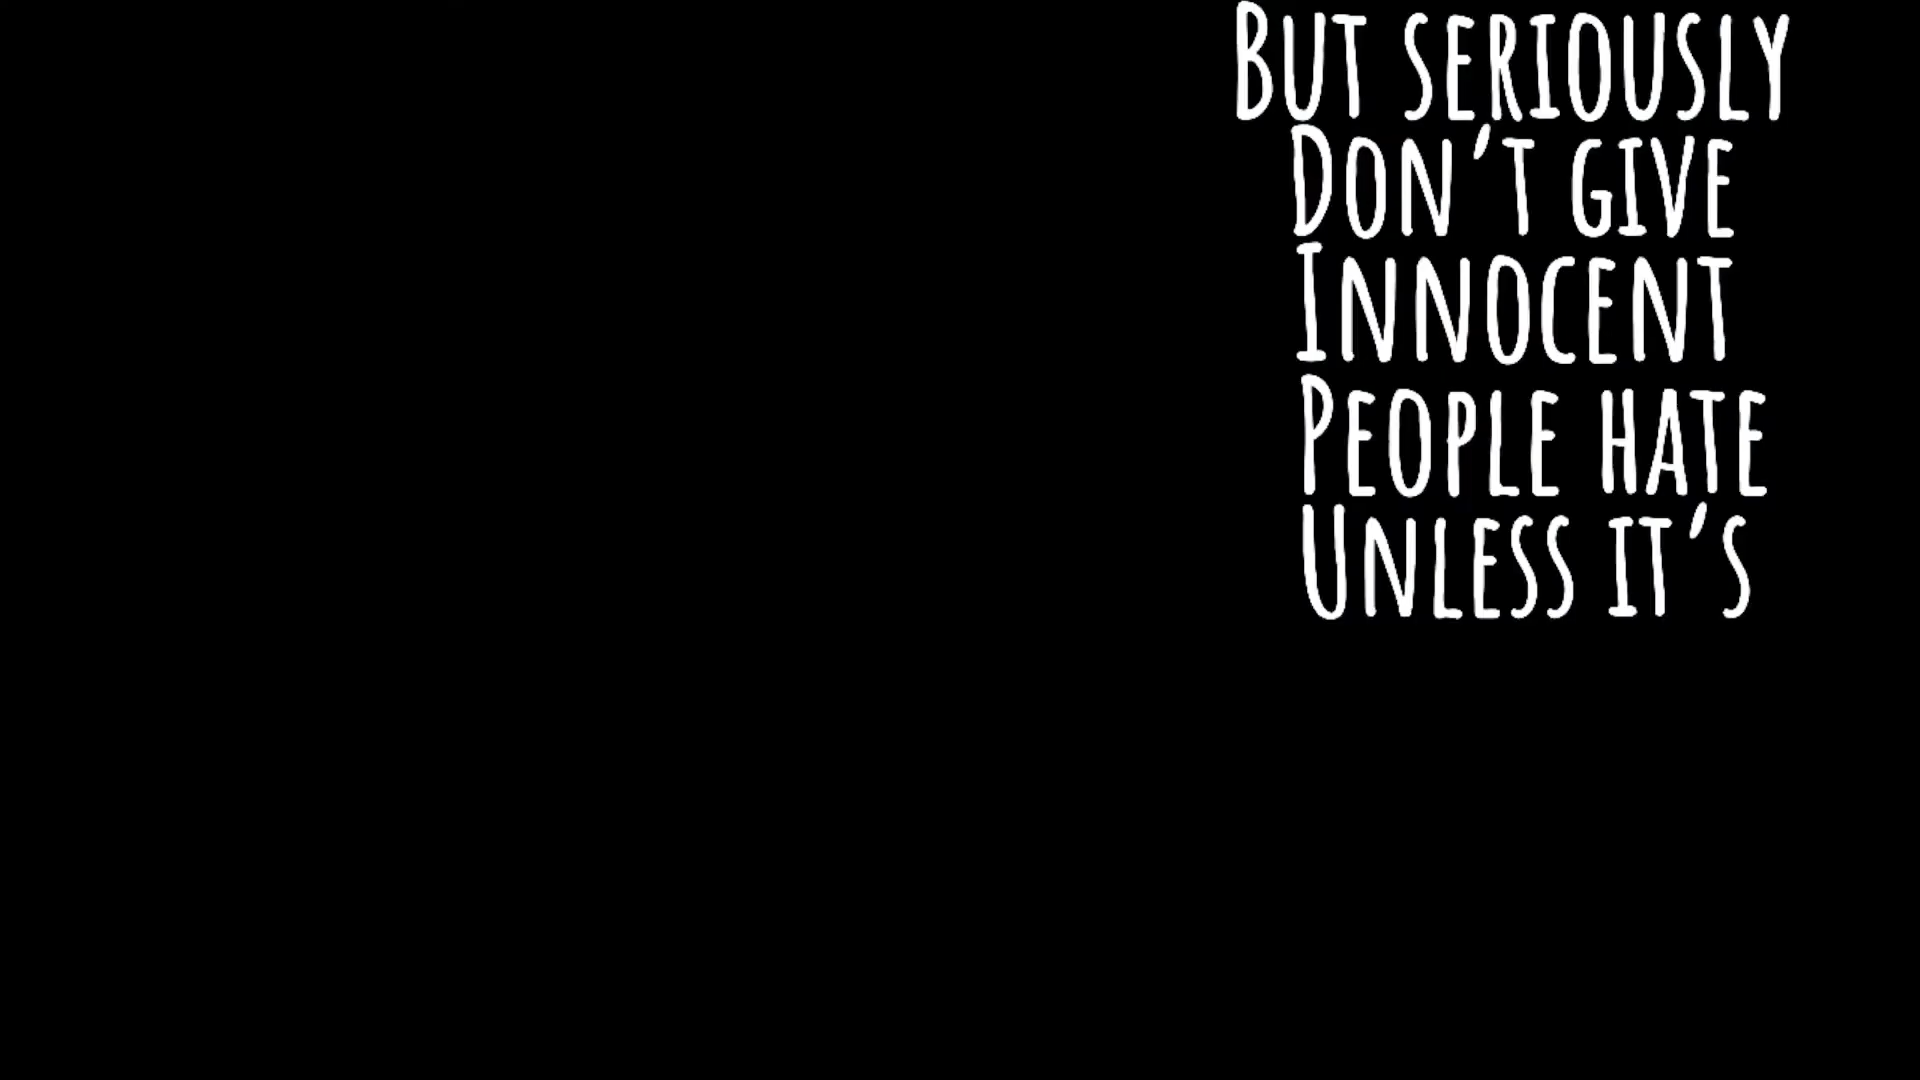 But seriously
Don't give
Innocent
People hate
Unless it's